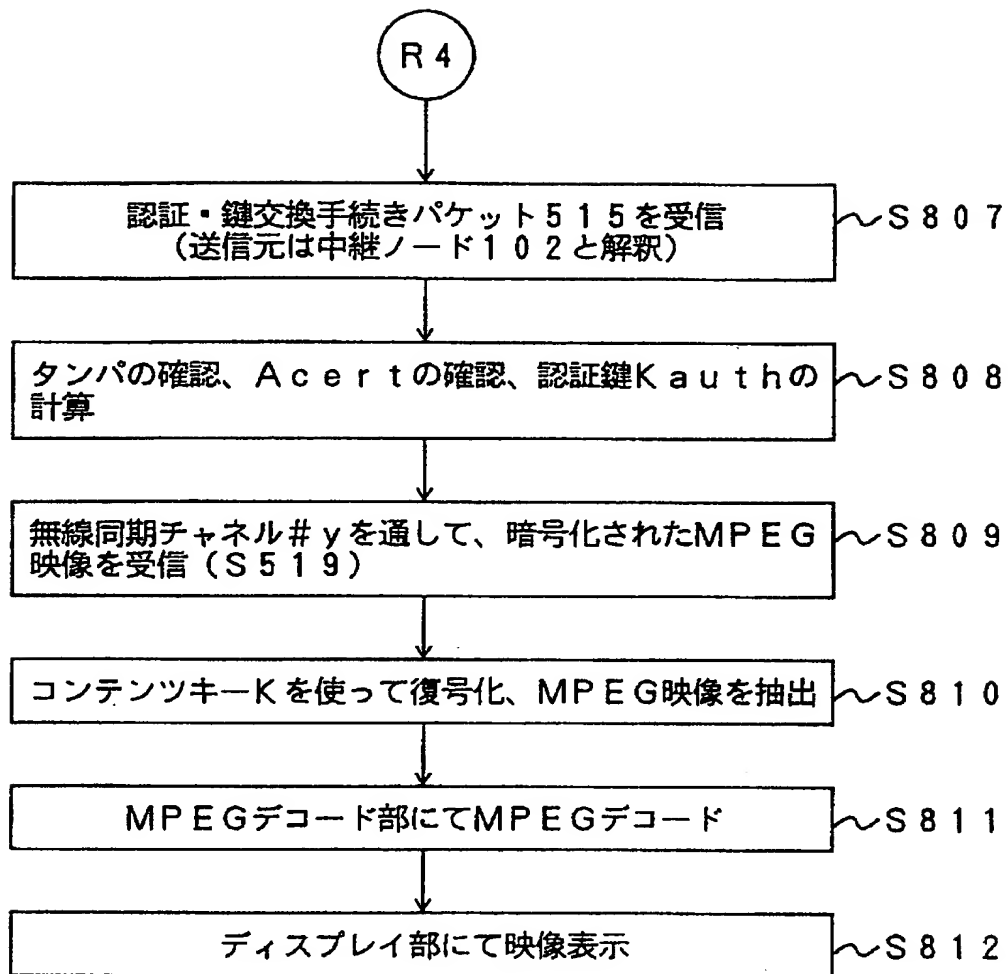 R4
認証・鍵交換手続きパケット515を受信 ～S807
(送信元は中継ノード102と解釈)
タンパの確認、Acertの確認、認証鍵Kauthの ～S808
計算
無線同期チャネル#yを通して、暗号化されたMPEG ～S809
映像を受信(S519)
コンテンツキーKを使って復号化、MPEG映像を抽出 ～S810
MPEGデコード部にてMPEGデコード ～S811
ディスプレイ部にて映像表示 ～S812